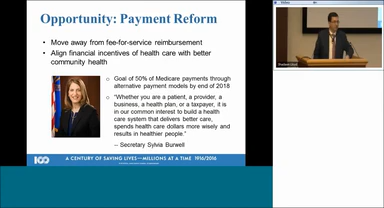 Opportunity: Payment Reform
• Move away from fee-for-service reimbursement
• Align financial incentives of health care with better
community health
o Goal of 50% of Medicare payments through
alternative payment models by end of 2018
o "Whether you are a patient, a provider, a
business, a health plan, or a taxpayer, it is
in our common interest to build a health
care system that delivers better care,
spends health care dollars more wisely and
results in healthier people."
-- Secretary Sylvia Burwell
100
A CENTURY OF SAVING LIVES—MILLIONS AT A TIME 1916/2016